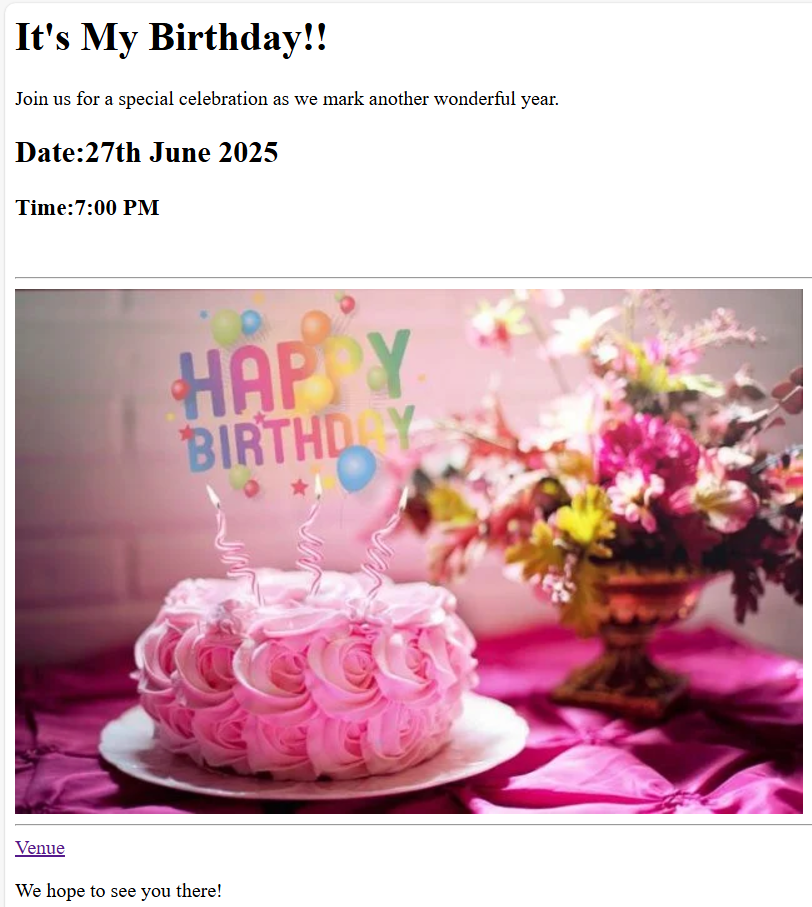 It's My Birthday!!
Join us for a special celebration as we mark another wonderful year.
Date:27th June 2025
Time:7:00 PM
HAPPY
BIRTHDAY
Venue
We hope to see you there!